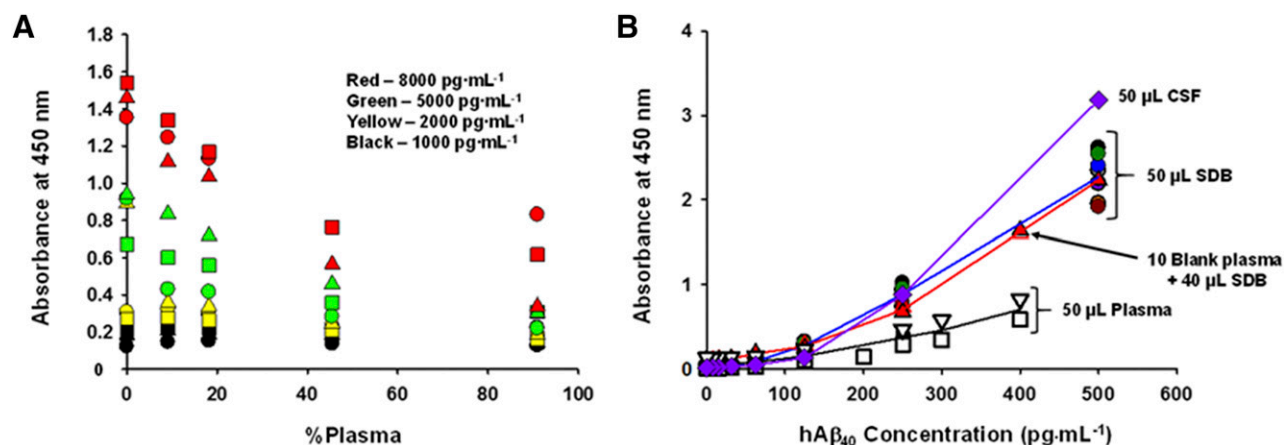 A
B
1.8
1.6
1.4
1.2
1.0
0.8
0.6
0.4
0.2
0
Absorbance at 450 nm
Red – 8000 pg·mL⁻¹
Green – 5000 pg·mL⁻¹
Yellow – 2000 pg·mL⁻¹
Black – 1000 pg·mL⁻¹
0 20 40 60 80 100
%Plasma
4
3
2
1
0
Absorbance at 450 nm
50 µL CSF
50 µL SDB
10 Blank plasma
+ 40 µL SDB
50 µL Plasma
0 100 200 300 400 500 600
hAβ₄₀ Concentration (pg·mL⁻¹)